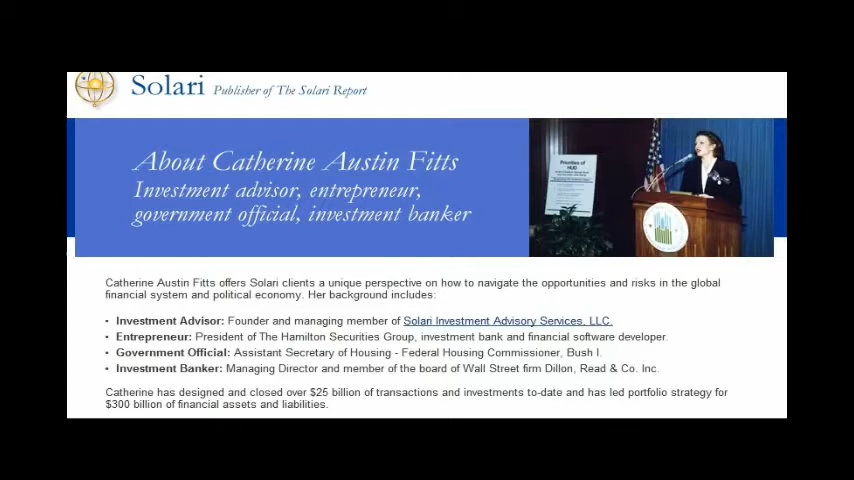 Solari Publisher of The Solari Report
About Catherine Austin Fitts
Investment advisor, entrepreneur,
government official, investment banker
Priorities of
HUD
Catherine Austin Fitts offers Solari clients a unique perspective on how to navigate the opportunities and risks in the global
financial system and political economy. Her background includes:
• Investment Advisor: Founder and managing member of Solari Investment Advisory Services, LLC.
• Entrepreneur: President of The Hamilton Securities Group, investment bank and financial software developer.
• Government Official: Assistant Secretary of Housing - Federal Housing Commissioner, Bush I.
• Investment Banker: Managing Director and member of the board of Wall Street firm Dillon, Read & Co. Inc.
Catherine has designed and closed over $25 billion of transactions and investments to-date and has led portfolio strategy for
$300 billion of financial assets and liabilities.